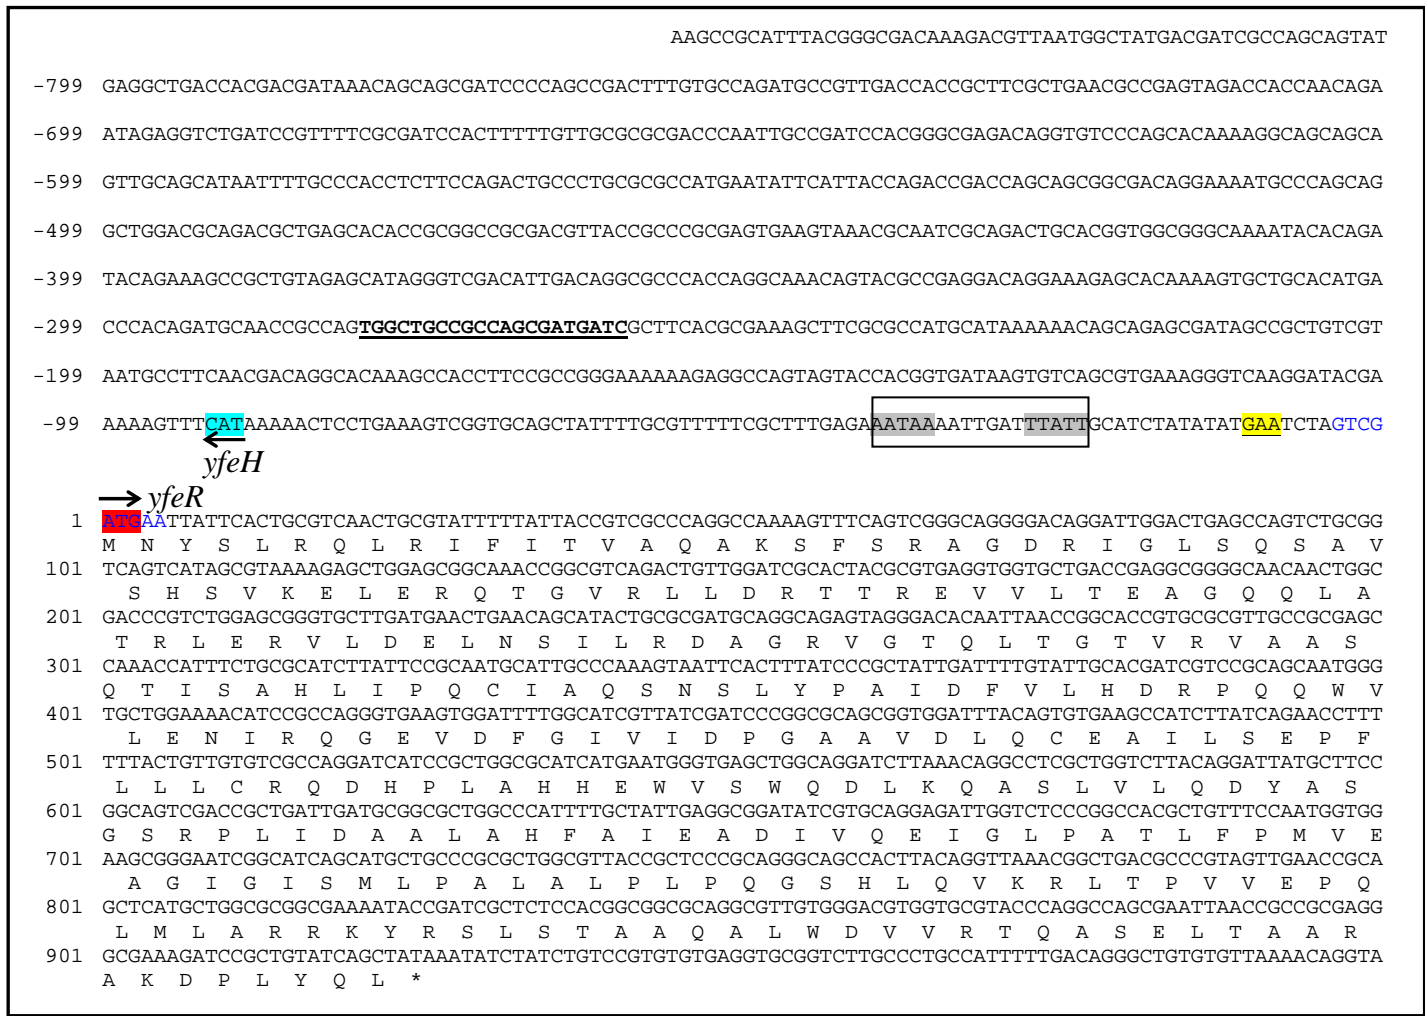 AAGCCGCATTTACGGGCGACAAAGACGTTAATGGCTATGACGATCGCCAGCAGTAT
-799 GAGGCTGACCACGACGATAAACAGCAGCGATCCCCAGCCGACTTTGTGCCAGATGCCGTTGACCACCGCTTCGCTGAACGCCGAGTAGACCACCAACAGA
-699 ATAGAGGTCTGATCCGTTTTCGCGATCCACTTTTTGTTGCGCGCGACCCAATTGCCGATCCACGGGCGAGACAGGTGTCCCAGCACAAAAGGCAGCAGCA
-599 GTTGCAGCATAATTTTGCCCACCTCTTCCAGACTGCCCTGCGCGCCATGAATATTCATTACCAGACCGACCAGCAGCGGCGACAGGAAAATGCCCAGCAG
-499 GCTGGACGCAGACGCTGAGCACACCGCGGCCGCGACGTTACCGCCCGCGAGTGAAGTAAACGCAATCGCAGACTGCACGGTGGCGGGCAAAATACACAGA
-399 TACAGAAAGCCGCTGTAGAGCATAGGGTCGACATTGACAGGCGCCCACCAGGCAAACAGTACGCCGAGGACAGGAAAGAGCACAAAAGTGCTGCACATGA
-299 CCCACAGATGCAACCGCCAGTGGCTGCCGCCAGCGATGATCGCTTCACGCGAAAGCTTCGCGCCATGCATAAAAAACAGCAGAGCGATAGCCGCTGTCGT
-199 AATGCCTTCAACGACAGGCACAAAGCCACCTTCCGCCGGGAAAAAAGAGGCCAGTAGTACCACGGTGATAAGTGTCAGCGTGAAAGGGTCAAGGATACGA
-99 AAAAGTTTCATAAAAACTCCTGAAAGTCGGTGCAGCTATTTTGCGTTTTTCGCTTTGAGAAATAAAATTGATTTATTGCATCTATATATGAATCTAGTCG
yfeH
yfeR
1 ATGAATTATTCACTGCGTCAACTGCGTATTTTTATTACCGTCGCCCAGGCCAAAAGTTTCAGTCGGGCAGGGGACAGGATTGGACTGAGCCAGTCTGCGG
M N Y S L R Q L R I F I T V A Q A K S F S R A G D R I G L S Q S A V
101 TCAGTCATAGCGTAAAAGAGCTGGAGCGGCAAACCGGCGTCAGACTGTTGGATCGCACTACGCGTGAGGTGGTGCTGACCGAGGCGGGGCAACAACTGGC
S H S V K E L E R Q T G V R L L D R T T R E V V L T E A G Q Q L A
201 GACCCGTCTGGAGCGGGTGCTTGATGAACTGAACAGCATACTGCGCGATGCAGGCAGAGTAGGGACACAATTAACCGGCACCGTGCGCGTTGCCGCGAGC
T R L E R V L D E L N S I L R D A G R V G T Q L T G T V R V A A S
301 CAAACCATTTCTGCGCATCTTATTCCGCAATGCATTGCCCAAAGTAATTCACTTTATCCCGCTATTGATTTTGTATTGCACGATCGTCCGCAGCAATGGG
Q T I S A H L I P Q C I A Q S N S L Y P A I D F V L H D R P Q Q W V
401 TGCTGGAAAACATCCGCCAGGGTGAAGTGGATTTTGGCATCGTTATCGATCCCGGCGCAGCGGTGGATTTACAGTGTGAAGCCATCTTATCAGAACCTTT
L E N I R Q G E V D F G I V I D P G A A V D L Q C E A I L S E P F
501 TTTACTGTTGTGTCGCCAGGATCATCCGCTGGCGCATCATGAATGGGTGAGCTGGCAGGATCTTAAACAGGCCTCGCTGGTCTTACAGGATTATGCTTCC
L L L C R Q D H P L A H H E W V S W Q D L K Q A S L V L Q D Y A S
601 GGCAGTCGACCGCTGATTGATGCGGCGCTGGCCCATTTTGCTATTGAGGCGGATATCGTGCAGGAGATTGGTCTCCCGGCCACGCTGTTTCCAATGGTGG
G S R P L I D A A L A H F A I E A D I V Q E I G L P A T L F P M V E
701 AAGCGGGAATCGGCATCAGCATGCTGCCCGCGCTGGCGTTACCGCTCCCGCAGGGCAGCCACTTACAGGTTAAACGGCTGACGCCCGTAGTTGAACCGCA
A G I G I S M L P A L A L P L P Q G S H L Q V K R L T P V V E P Q
801 GCTCATGCTGGCGCGGCGAAAATACCGATCGCTCTCCACGGCGGCGCAGGCGTTGTGGGACGTGGTGCGTACCCAGGCCAGCGAATTAACCGCCGCGAGG
L M L A R R K Y R S L S T A A Q A L W D V V R T Q A S E L T A A R
901 GCGAAAGATCCGCTGTATCAGCTATAAATATCTATCTGTCCGTGTGTGAGGTGCGGTCTTGCCCTGCCATTTTTGACAGGGCTGTGTGTTAAAACAGGTA
A K D P L Y Q L *